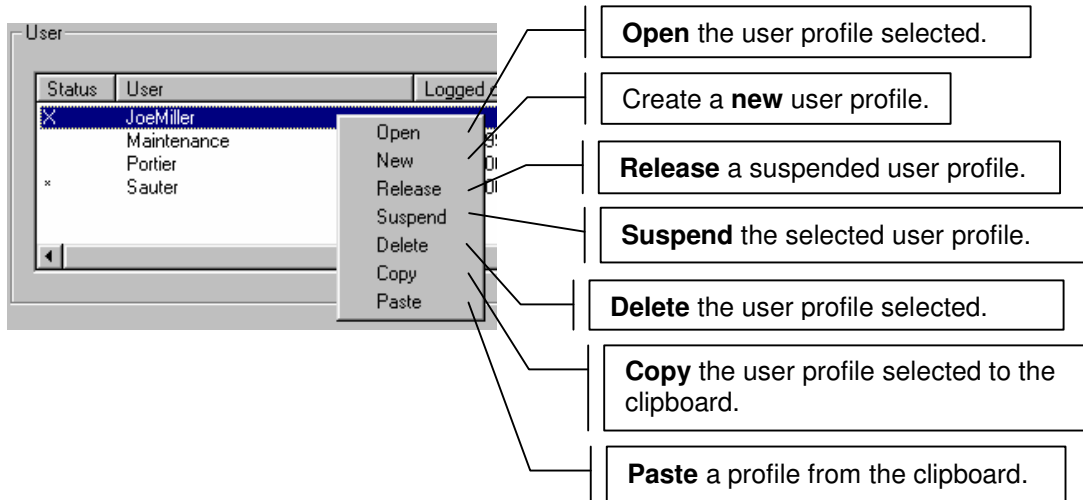 User
Status User Logged
X JoeMiller
Maintenance
Portier
* Sauter
Open
New
Release
Suspend
Delete
Copy
Paste
Open the user profile selected.
Create a new user profile.
Release a suspended user profile.
Suspend the selected user profile.
Delete the user profile selected.
Copy the user profile selected to the
clipboard.
Paste a profile from the clipboard.